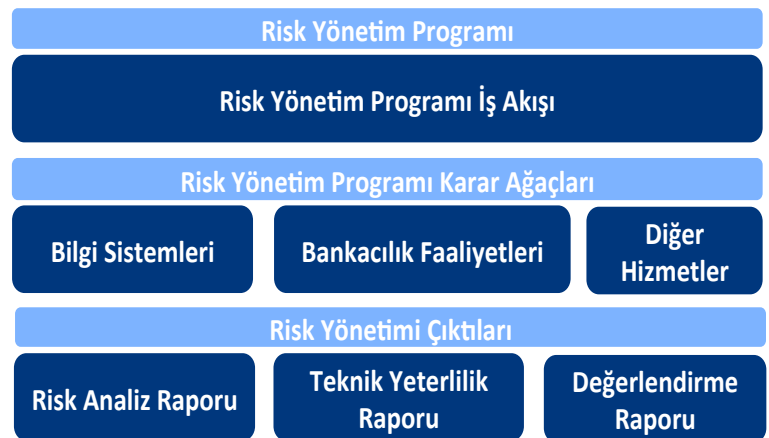 Risk Yönetim Programı
Risk Yönetim Programı İş Akışı
Risk Yönetim Programı Karar Ağaçları
Bilgi Sistemleri
Bankacılık Faaliyetleri
Diğer
Hizmetler
Risk Yönetimi Çıktıları
Risk Analiz Raporu
Teknik Yeterlilik
Raporu
Değerlendirme
Raporu